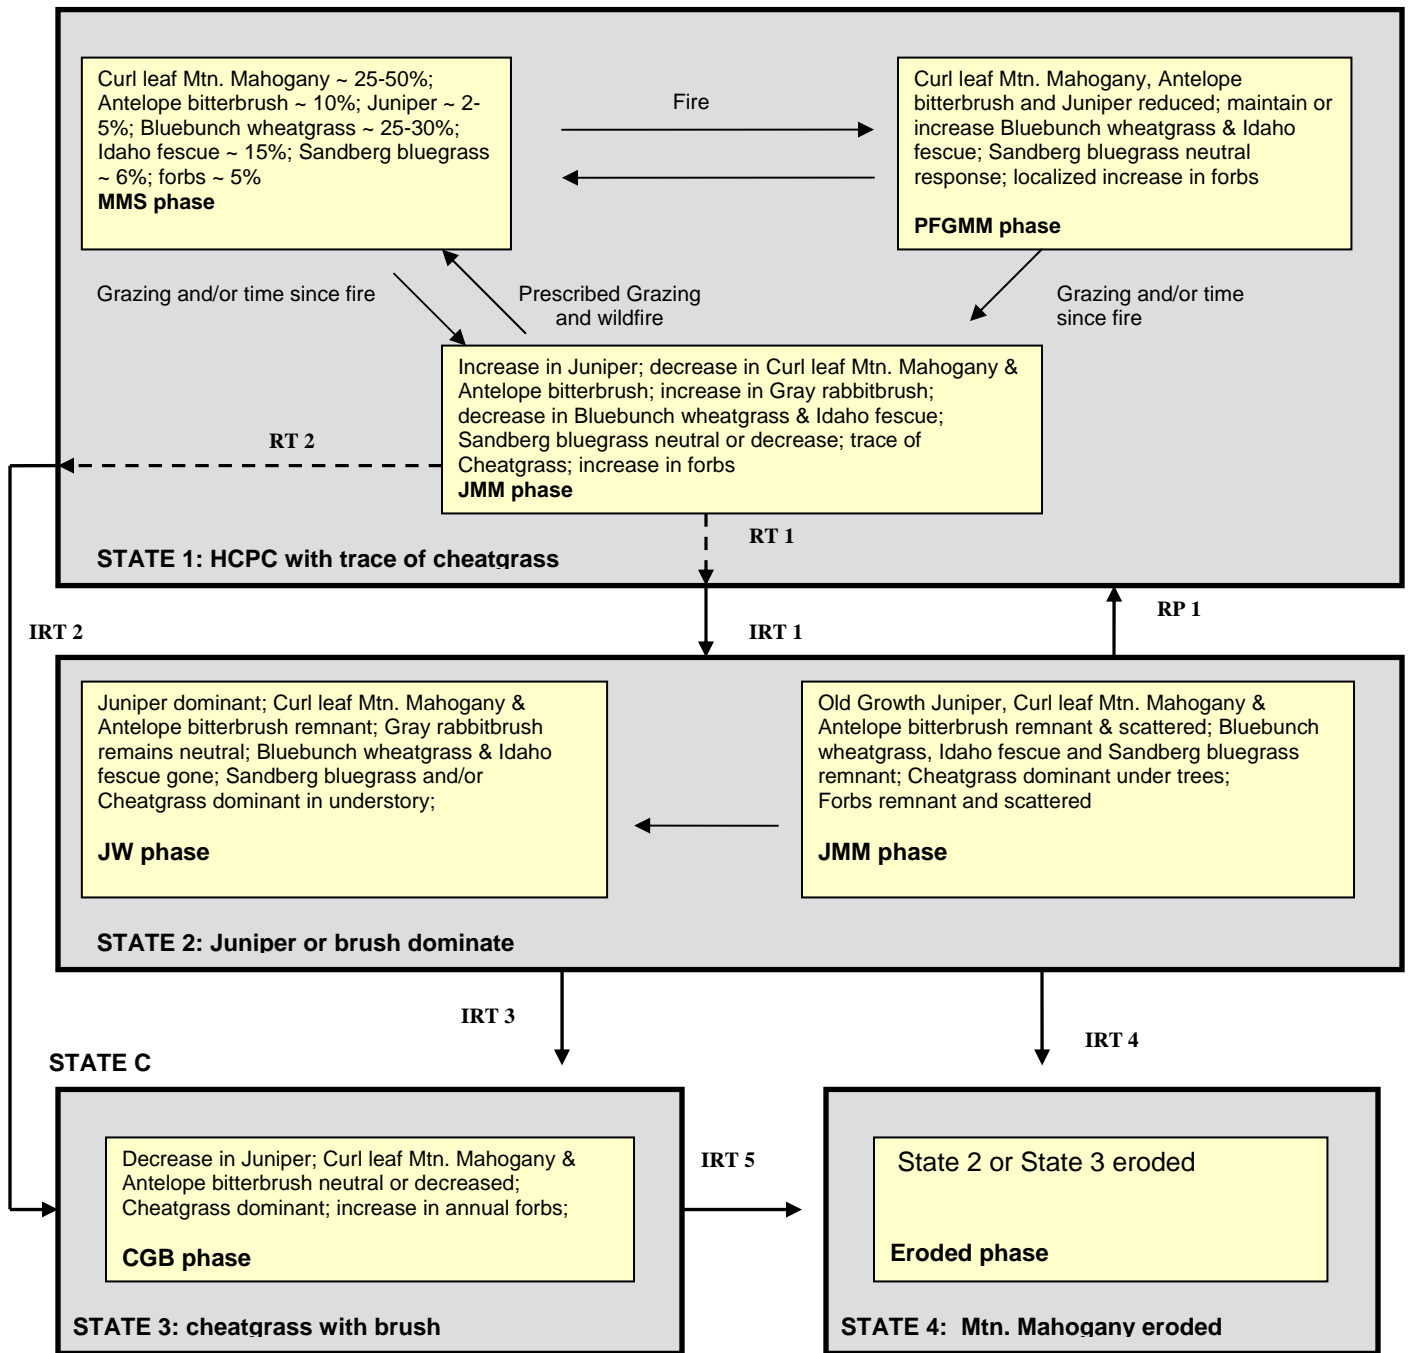 Curl leaf Mtn. Mahogany ~ 25-50%;
Antelope bitterbrush ~ 10%; Juniper ~ 2-
5%; Bluebunch wheatgrass ~ 25-30%;
Idaho fescue ~ 15%; Sandberg bluegrass
~ 6%; forbs ~ 5%
MMS phase
Fire
Curl leaf Mtn. Mahogany, Antelope
bitterbrush and Juniper reduced; maintain or
increase Bluebunch wheatgrass & Idaho
fescue; Sandberg bluegrass neutral
response; localized increase in forbs
PFGMM phase
Grazing and/or time since fire
Prescribed Grazing
and wildfire
Grazing and/or time
since fire
Increase in Juniper; decrease in Curl leaf Mtn. Mahogany &
Antelope bitterbrush; increase in Gray rabbitbrush;
decrease in Bluebunch wheatgrass & Idaho fescue;
Sandberg bluegrass neutral or decrease; trace of
Cheatgrass; increase in forbs
JMM phase
RT 2
RT 1
STATE 1: HCPC with trace of cheatgrass
IRT 2
IRT 1
RP 1
Juniper dominant; Curl leaf Mtn. Mahogany &
Antelope bitterbrush remnant; Gray rabbitbrush
remains neutral; Bluebunch wheatgrass & Idaho
fescue gone; Sandberg bluegrass and/or
Cheatgrass dominant in understory;
JW phase
Old Growth Juniper, Curl leaf Mtn. Mahogany &
Antelope bitterbrush remnant & scattered; Bluebunch
wheatgrass, Idaho fescue and Sandberg bluegrass
remnant; Cheatgrass dominant under trees;
Forbs remnant and scattered
JMM phase
STATE 2: Juniper or brush dominate
IRT 3
IRT 4
STATE C
Decrease in Juniper; Curl leaf Mtn. Mahogany &
Antelope bitterbrush neutral or decreased;
Cheatgrass dominant; increase in annual forbs;
CGB phase
IRT 5
State 2 or State 3 eroded
Eroded phase
STATE 3: cheatgrass with brush
STATE 4: Mtn. Mahogany eroded